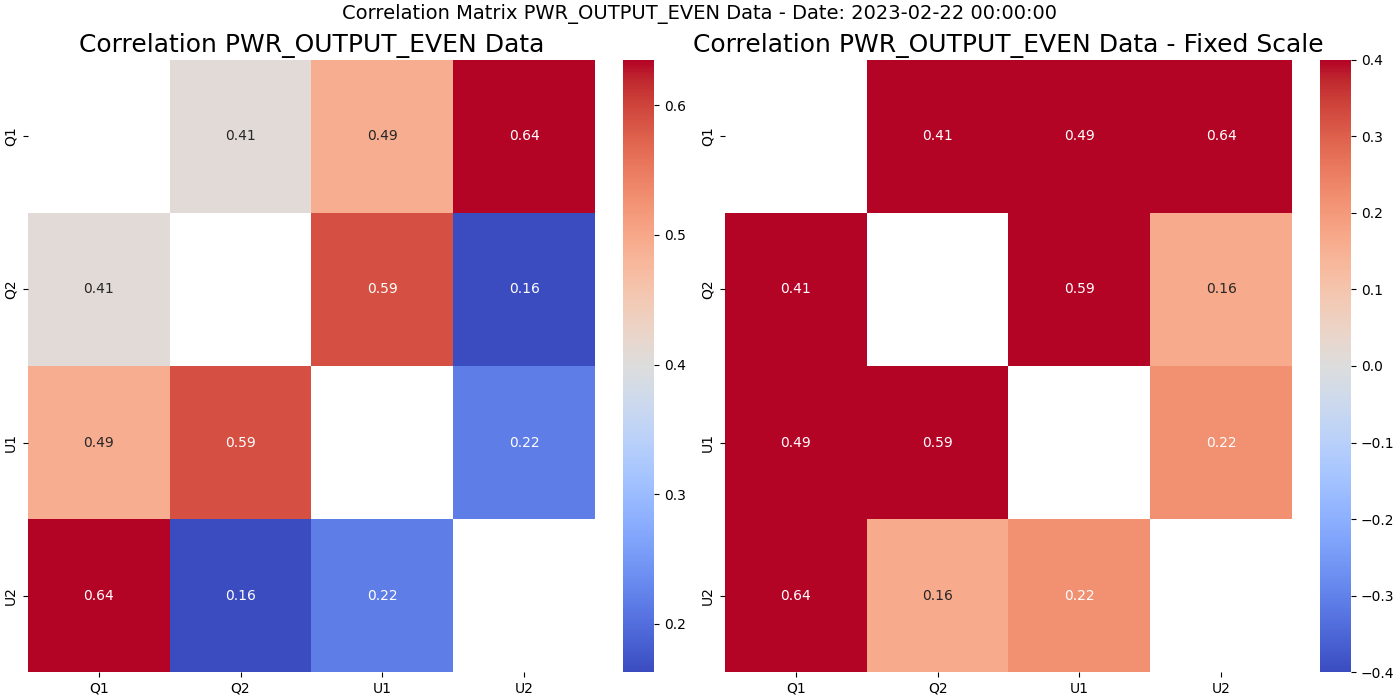 Correlation Matrix PWR_OUTPUT_EVEN Data - Date: 2023-02-22 00:00:00
Correlation PWR_OUTPUT_EVEN Data
Q1
0.41 0.49 0.64
Q2
0.41 0.59 0.16
U1
0.49 0.59 0.22
U2
0.64 0.16 0.22
Q1 Q2 U1 U2
0.6
0.5
0.4
0.3
0.2
Correlation PWR_OUTPUT_EVEN Data - Fixed Scale
Q1
0.41 0.49 0.64
Q2
0.41 0.59 0.16
U1
0.49 0.59 0.22
U2
0.64 0.16 0.22
Q1 Q2 U1 U2
0.4
0.3
0.2
0.1
0.0
−0.1
−0.2
−0.3
−0.4